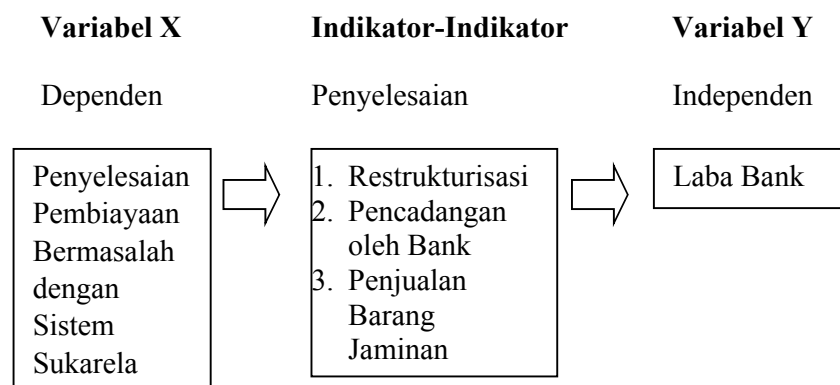 Variabel X
Indikator-Indikator
Variabel Y
Dependen
Penyelesaian
Independen
Penyelesaian
Pembiayaan
Bermasalah
dengan
Sistem
Sukarela
1. Restrukturisasi
2. Pencadangan
oleh Bank
3. Penjualan
Barang
Jaminan
Laba Bank